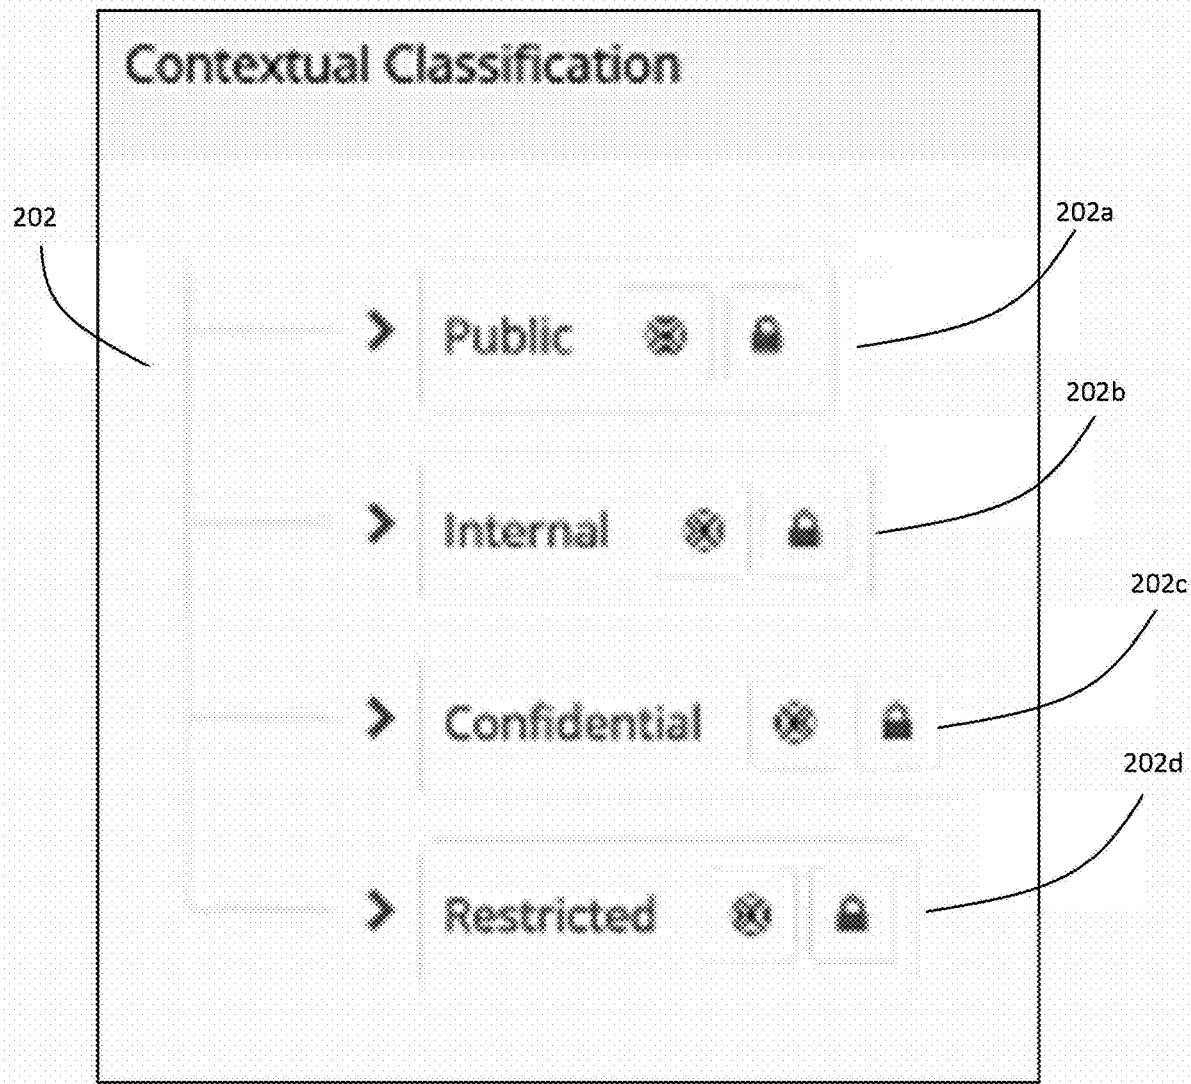 Contextual Classification
202
202a
Public
202b
Internal
202c
Confidential
202d
Restricted